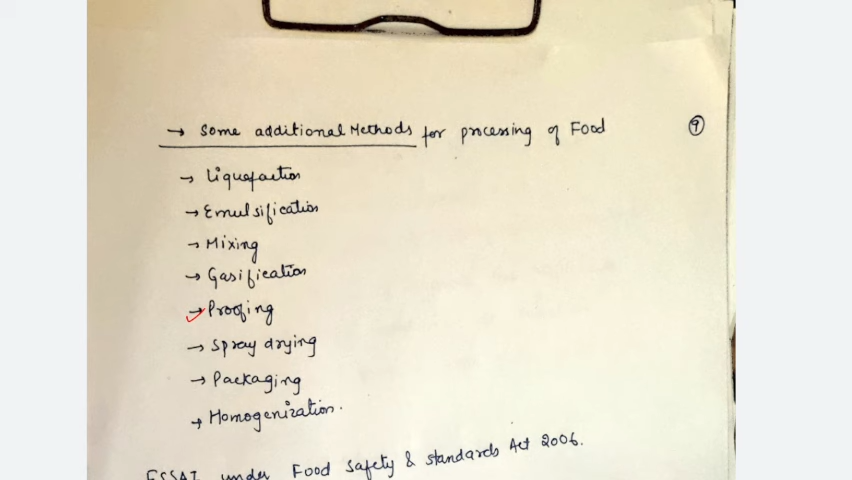 → Some additional Methods for processing of Food ⑨
→ Liquefaction
→ Emulsification
→ Mixing
→ Gasification
→ Proofing
→ Spray drying
→ Packaging
→ Homogenization.
FSSAI under Food Safety & standards Act 2006.